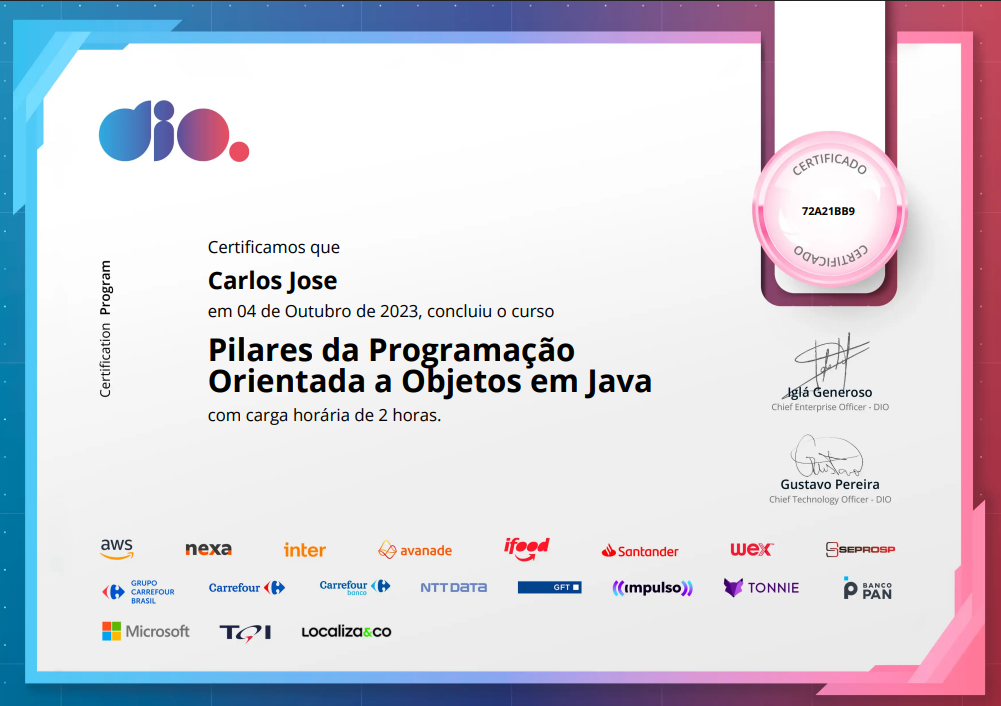 dio.
CERTIFICADO
72A21BB9
CERTIFICADO
Certification Program
Certificamos que
Carlos Jose
em 04 de Outubro de 2023, concluiu o curso
Pilares da Programação
Orientada a Objetos em Java
com carga horária de 2 horas.
Iglá Generoso
Chief Enterprise Officer - DIO
Gustavo Pereira
Chief Technology Officer - DIO
aws nexa inter avanade ifood Santander wex SEPROSP
GRUPO
CARREFOUR
BRASIL
Carrefour Carrefour
banco
NTT DATA GFT ((impulso)) TONNIE BANCO
PAN
Microsoft TQI LOCALIZA&CO